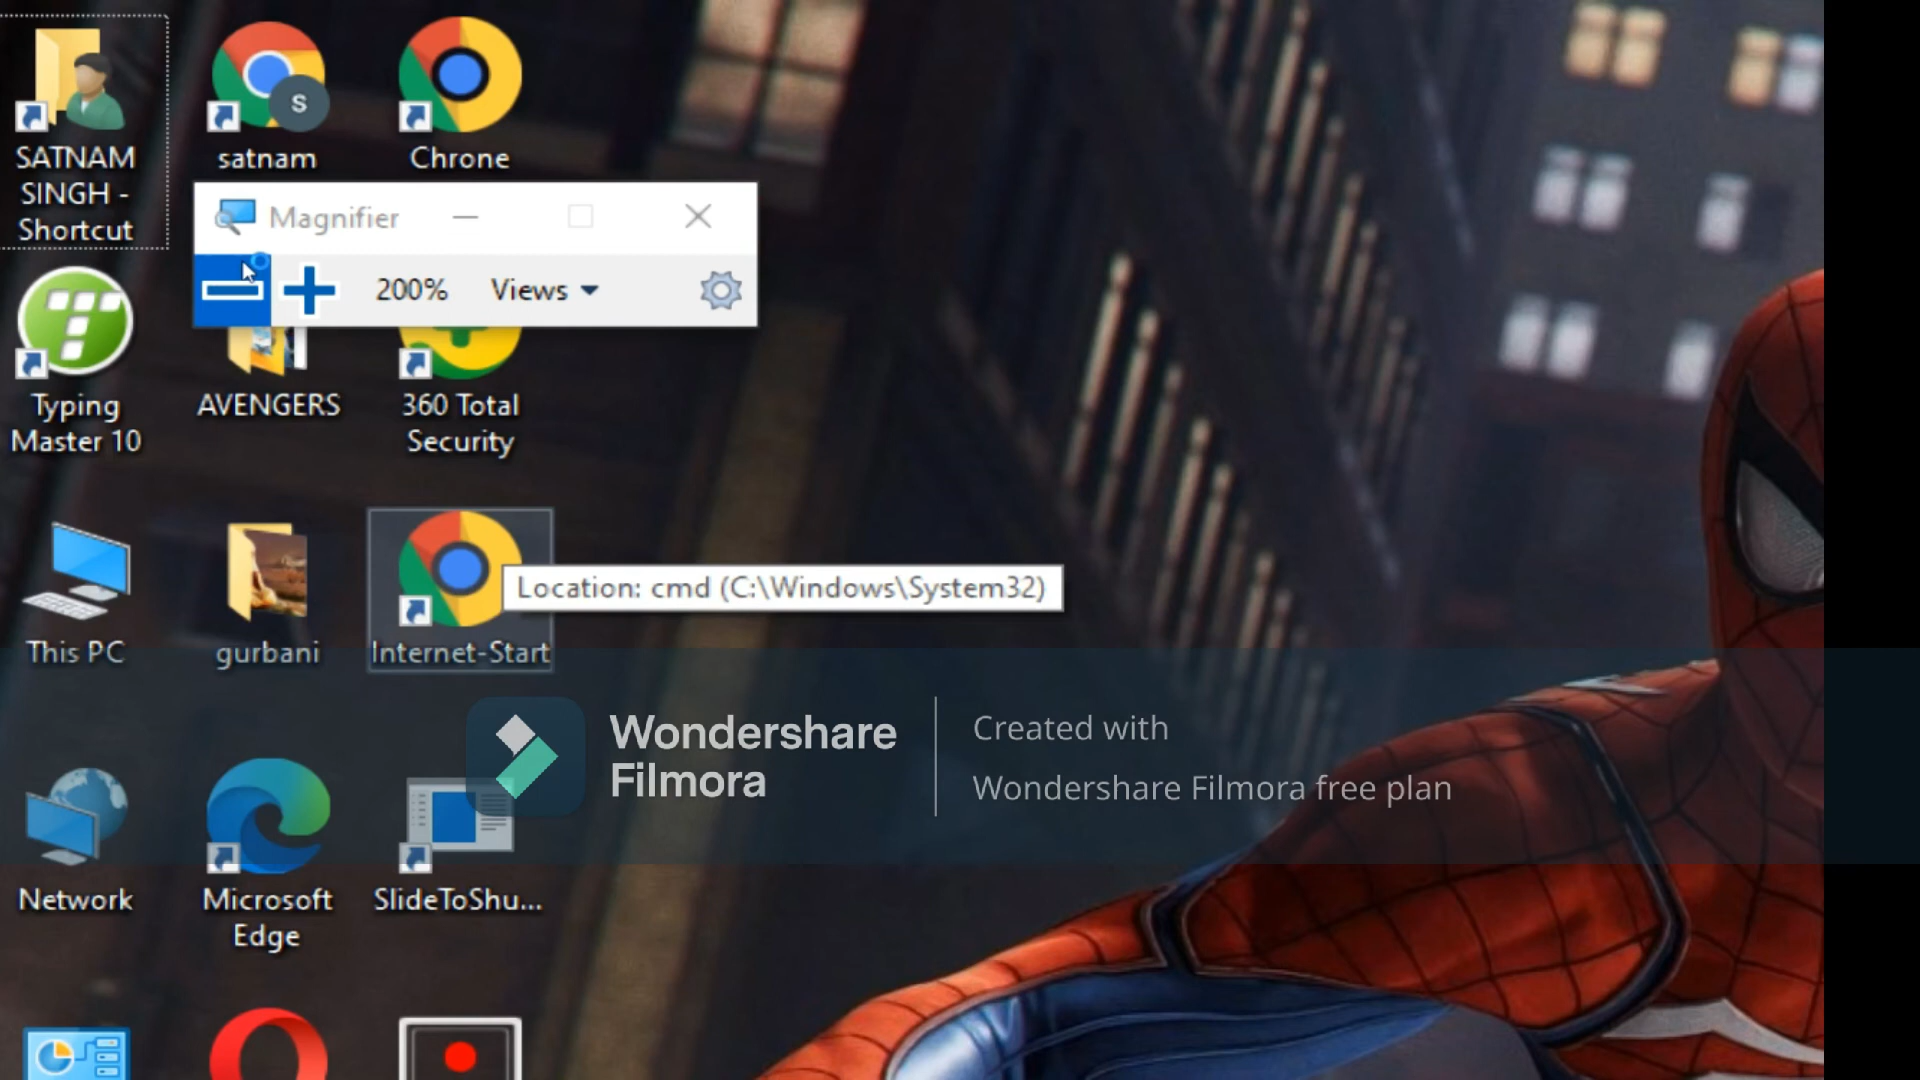 SATNAM
SINGH -
Shortcut
S
satnam
Chrone
Magnifier
200%
Views
Typing
Master 10
AVENGERS
360 Total
Security
This PC
gurbani
Internet-Start
Location: cmd (C:\Windows\System32)
Wondershare
Filmora
Created with
Wondershare Filmora free plan
Network
Microsoft
Edge
SlideToShu...